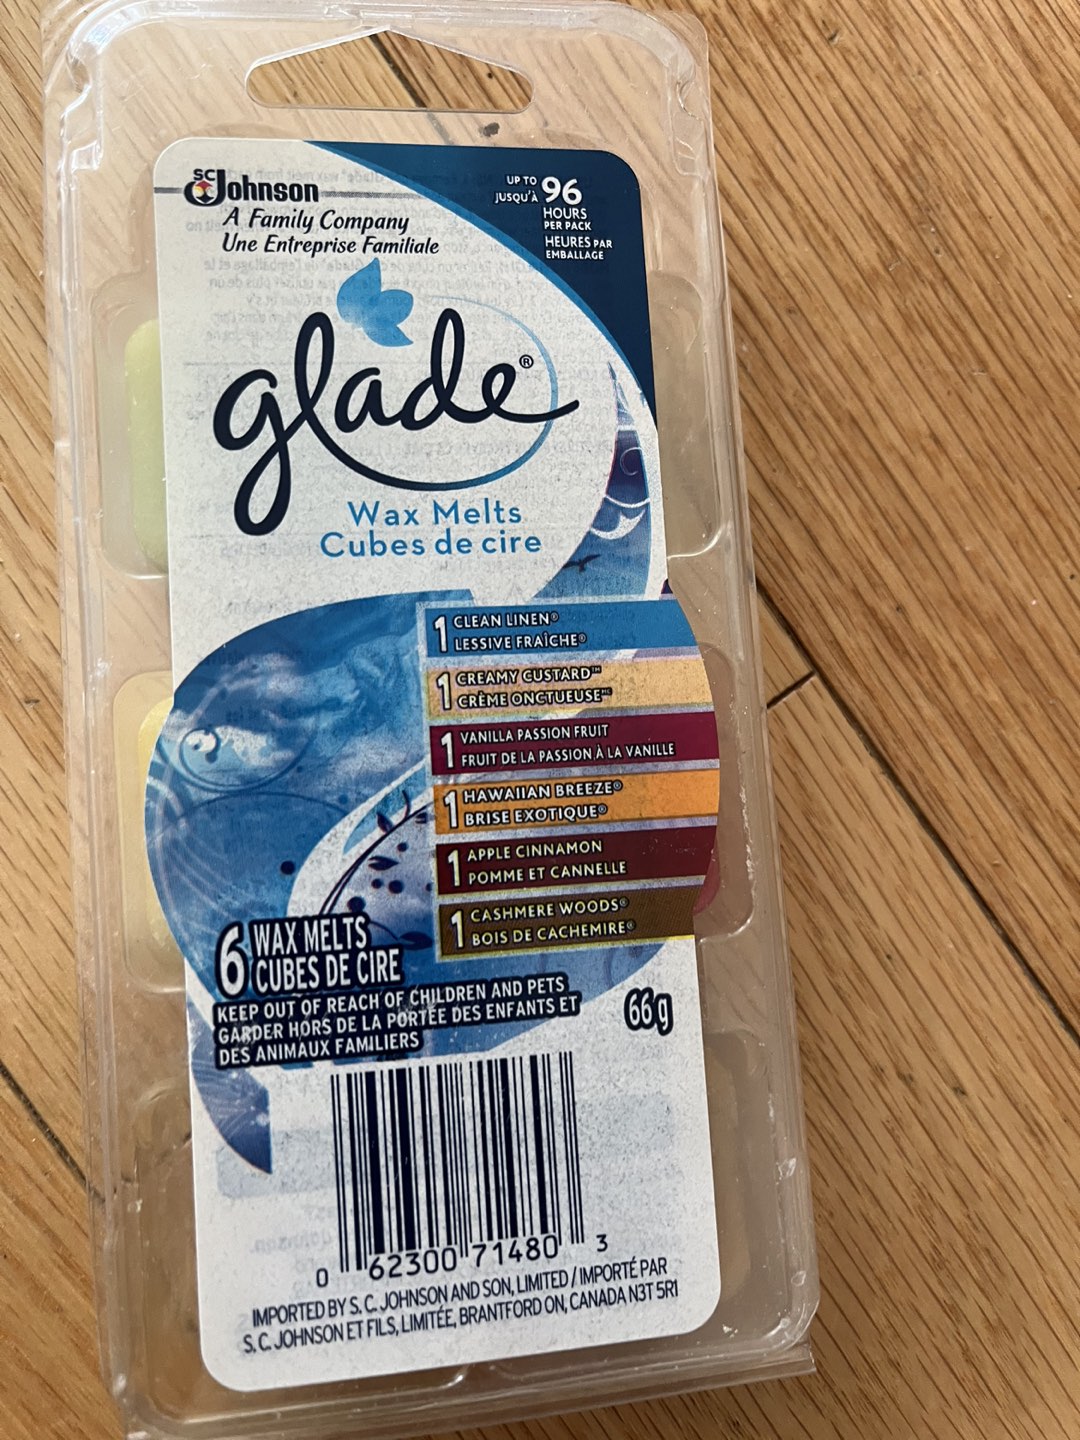 SC Johnson
A Family Company
Une Entreprise Familiale
UP TO
JUSQU'À 96
HOURS
PER PACK
HEURES PAR
EMBALLAGE
glade®
Wax Melts
Cubes de cire
1 CLEAN LINEN®
LESSIVE FRAÎCHE®
1 CREAMY CUSTARD™
CRÈME ONCTUEUSE MC
1 VANILLA PASSION FRUIT
FRUIT DE LA PASSION À LA VANILLE
1 HAWAIIAN BREEZE®
BRISE EXOTIQUE®
1 APPLE CINNAMON
POMME ET CANNELLE
1 CASHMERE WOODS®
BOIS DE CACHEMIRE®
6 WAX MELTS
CUBES DE CIRE
KEEP OUT OF REACH OF CHILDREN AND PETS
GARDER HORS DE LA PORTÉE DES ENFANTS ET
DES ANIMAUX FAMILIERS
66 g
0 62300 71480 3
IMPORTED BY S. C. JOHNSON AND SON, LIMITED / IMPORTÉ PAR
S. C. JOHNSON ET FILS, LIMITÉE, BRANTFORD ON, CANADA N3T 5R1